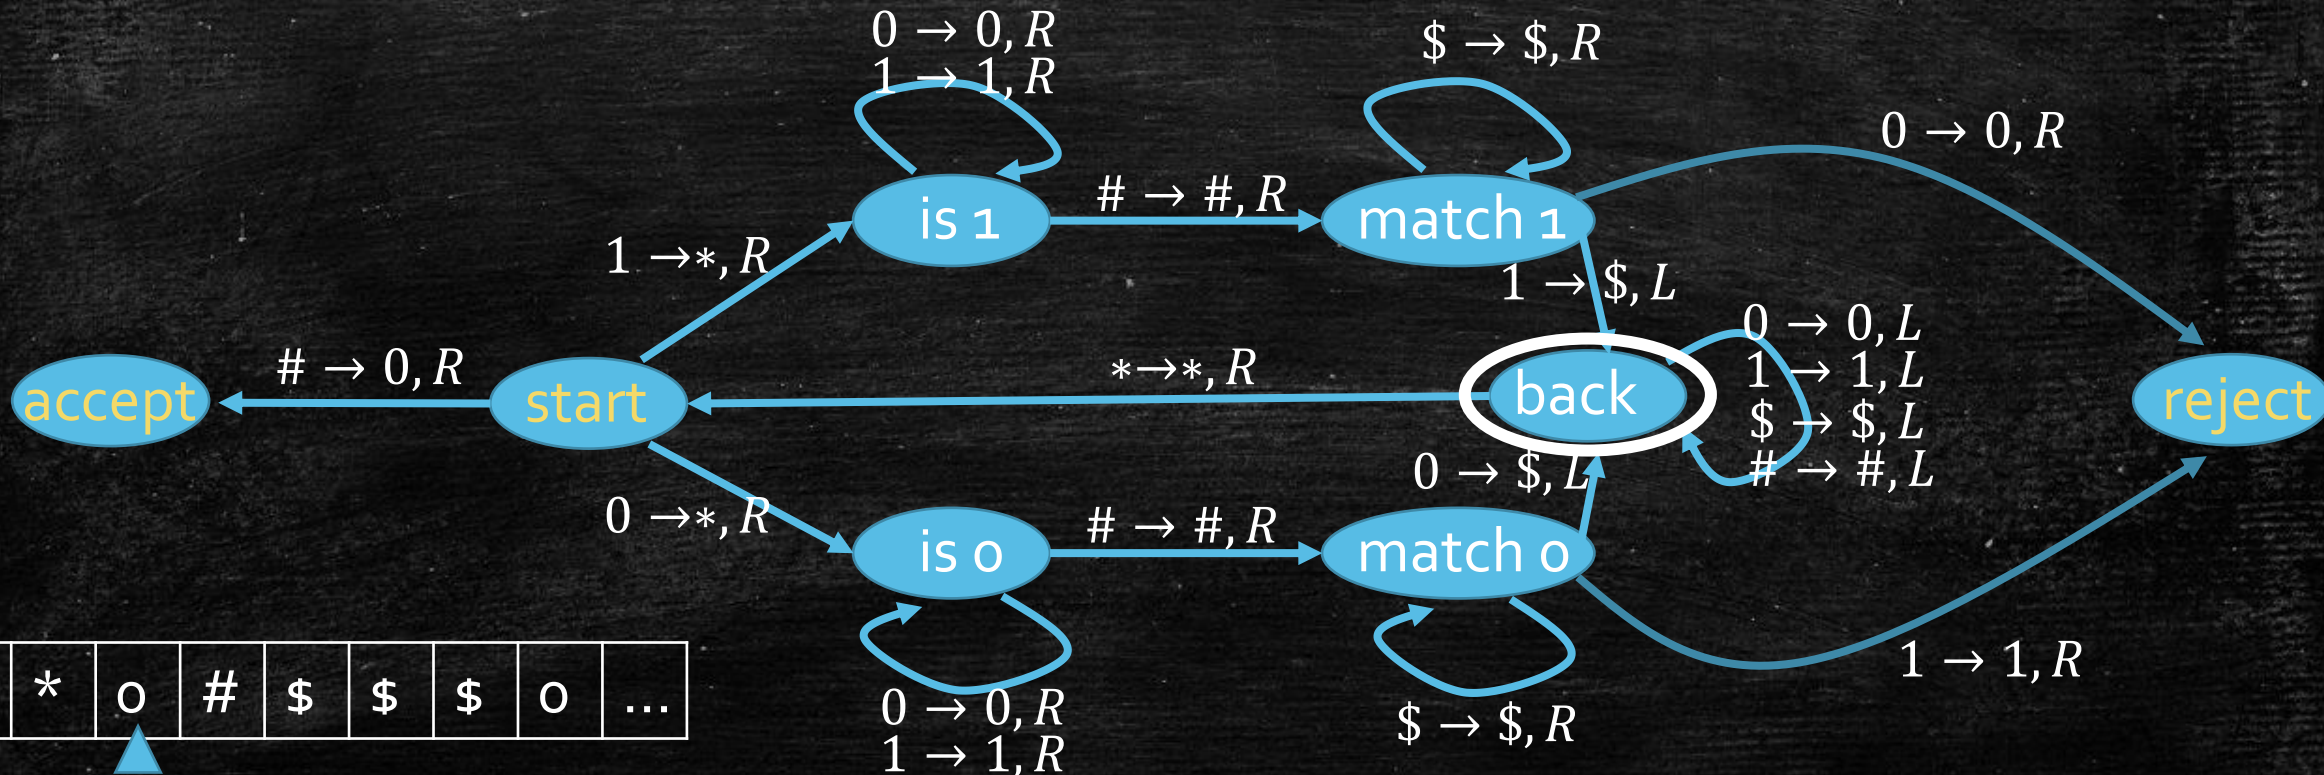 0 → 0, R
1 → 1, R
$ → $, R
0 → 0, R
is 1
# → #, R
match 1
1 →*, R
1 → $, L
0 → 0, L
1 → 1, L
$ → $, L
# → #, L
accept
# → 0, R
start
*→*, R
back
reject
0 → $, L
0 →*, R
is 0
# → #, R
match 0
* 0 # $ $ $ 0 ...
0 → 0, R
1 → 1, R
$ → $, R
1 → 1, R